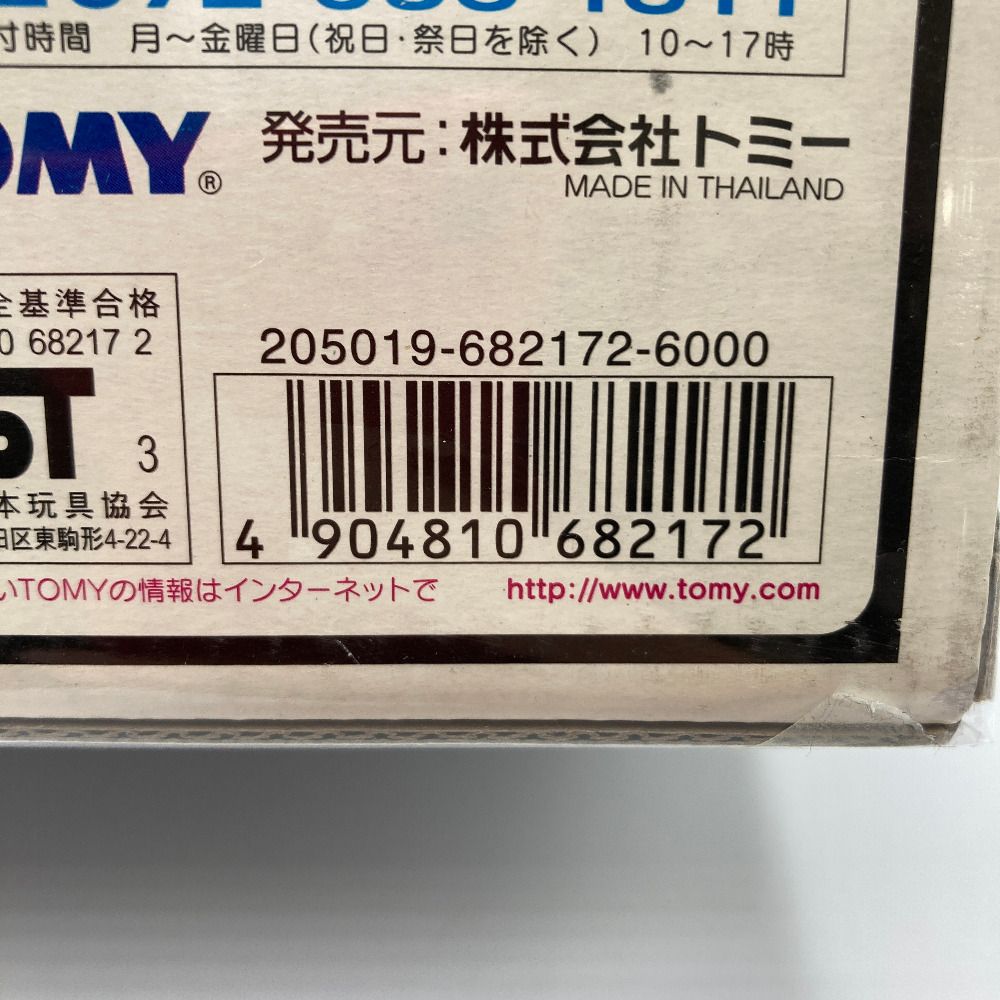 付時間 月～金曜日(祝日・祭日を除く) 10～17時
OMY®
発売元:株式会社トミー
MADE IN THAILAND
全基準合格
0 68217 2
3
本玩具協会
田区東駒形4-22-4
205019-682172-6000
4 904810 682172
いTOMYの情報はインターネットで http://www.tomy.com